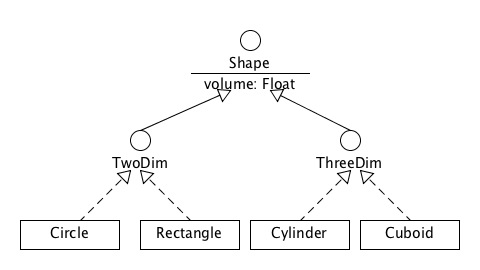 Shape
volume: Float
TwoDim
ThreeDim
Circle
Rectangle
Cylinder
Cuboid